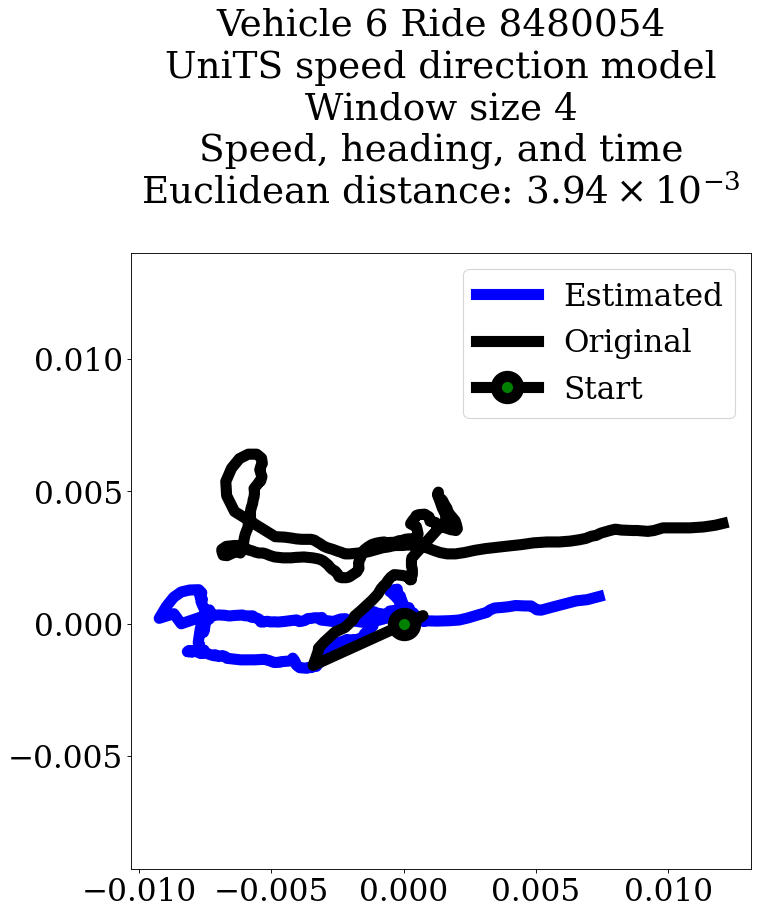 Vehicle 6 Ride 8480054
UniTS speed direction model
Window size 4
Speed, heading, and time
Euclidean distance: 3.94 × 10⁻³
Estimated
Original
Start
0.010
0.005
0.000
−0.005
−0.010 −0.005 0.000 0.005 0.010